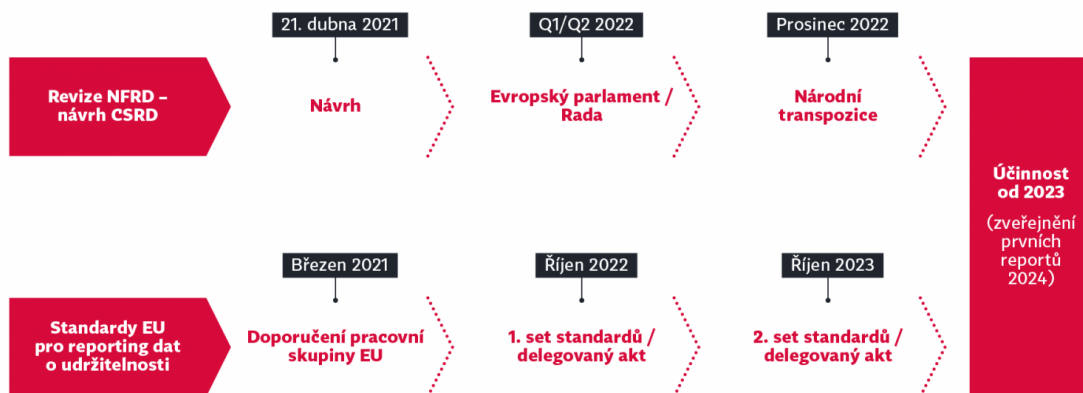 21. dubna 2021
Q1/Q2 2022
Prosinec 2022
Revize NFRD –
návrh CSRD
Návrh
Evropský parlament /
Rada
Národní
transpozice
Účinnost
od 2023
(zveřejnění
prvních
reportů
2024)
Březen 2021
Říjen 2022
Říjen 2023
Standardy EU
pro reporting dat
o udržitelnosti
Doporučení pracovní
skupiny EU
1. set standardů /
delegovaný akt
2. set standardů /
delegovaný akt